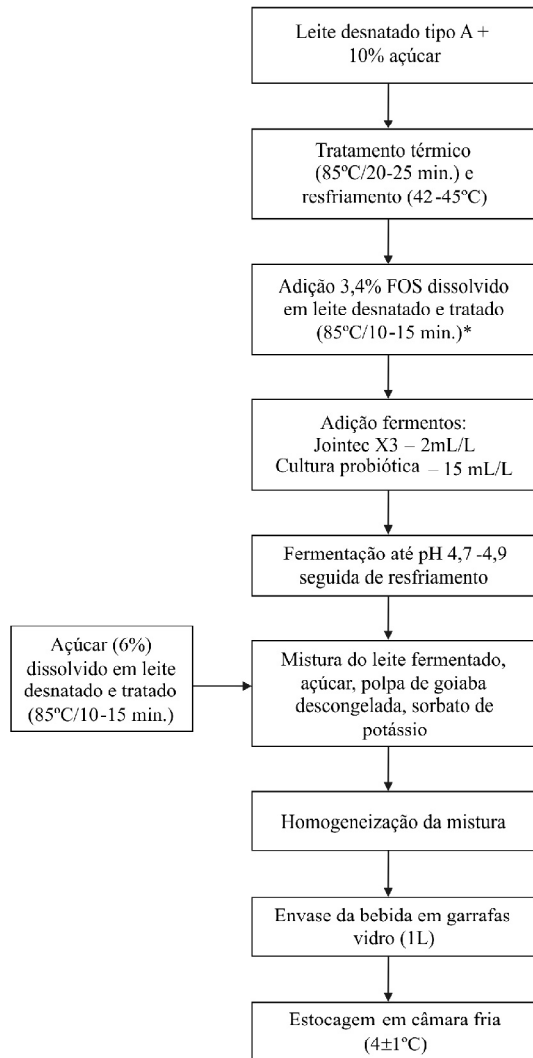 Leite desnatado tipo A +
10% açúcar
Tratamento térmico
(85ºC/20-25 min.) e
resfriamento (42-45ºC)
Adição 3,4% FOS dissolvido
em leite desnatado e tratado
(85ºC/10-15 min.)*
Adição fermentos:
Jointec X3 – 2mL/L
Cultura probiótica – 15 mL/L
Fermentação até pH 4,7-4,9
seguida de resfriamento
Açúcar (6%)
dissolvido em leite
desnatado e tratado
(85ºC/10-15 min.)
Mistura do leite fermentado,
açúcar, polpa de goiaba
descongelada, sorbato de
potássio
Homogeneização da mistura
Envase da bebida em garrafas
vidro (1L)
Estocagem em câmara fria
(4±1ºC)